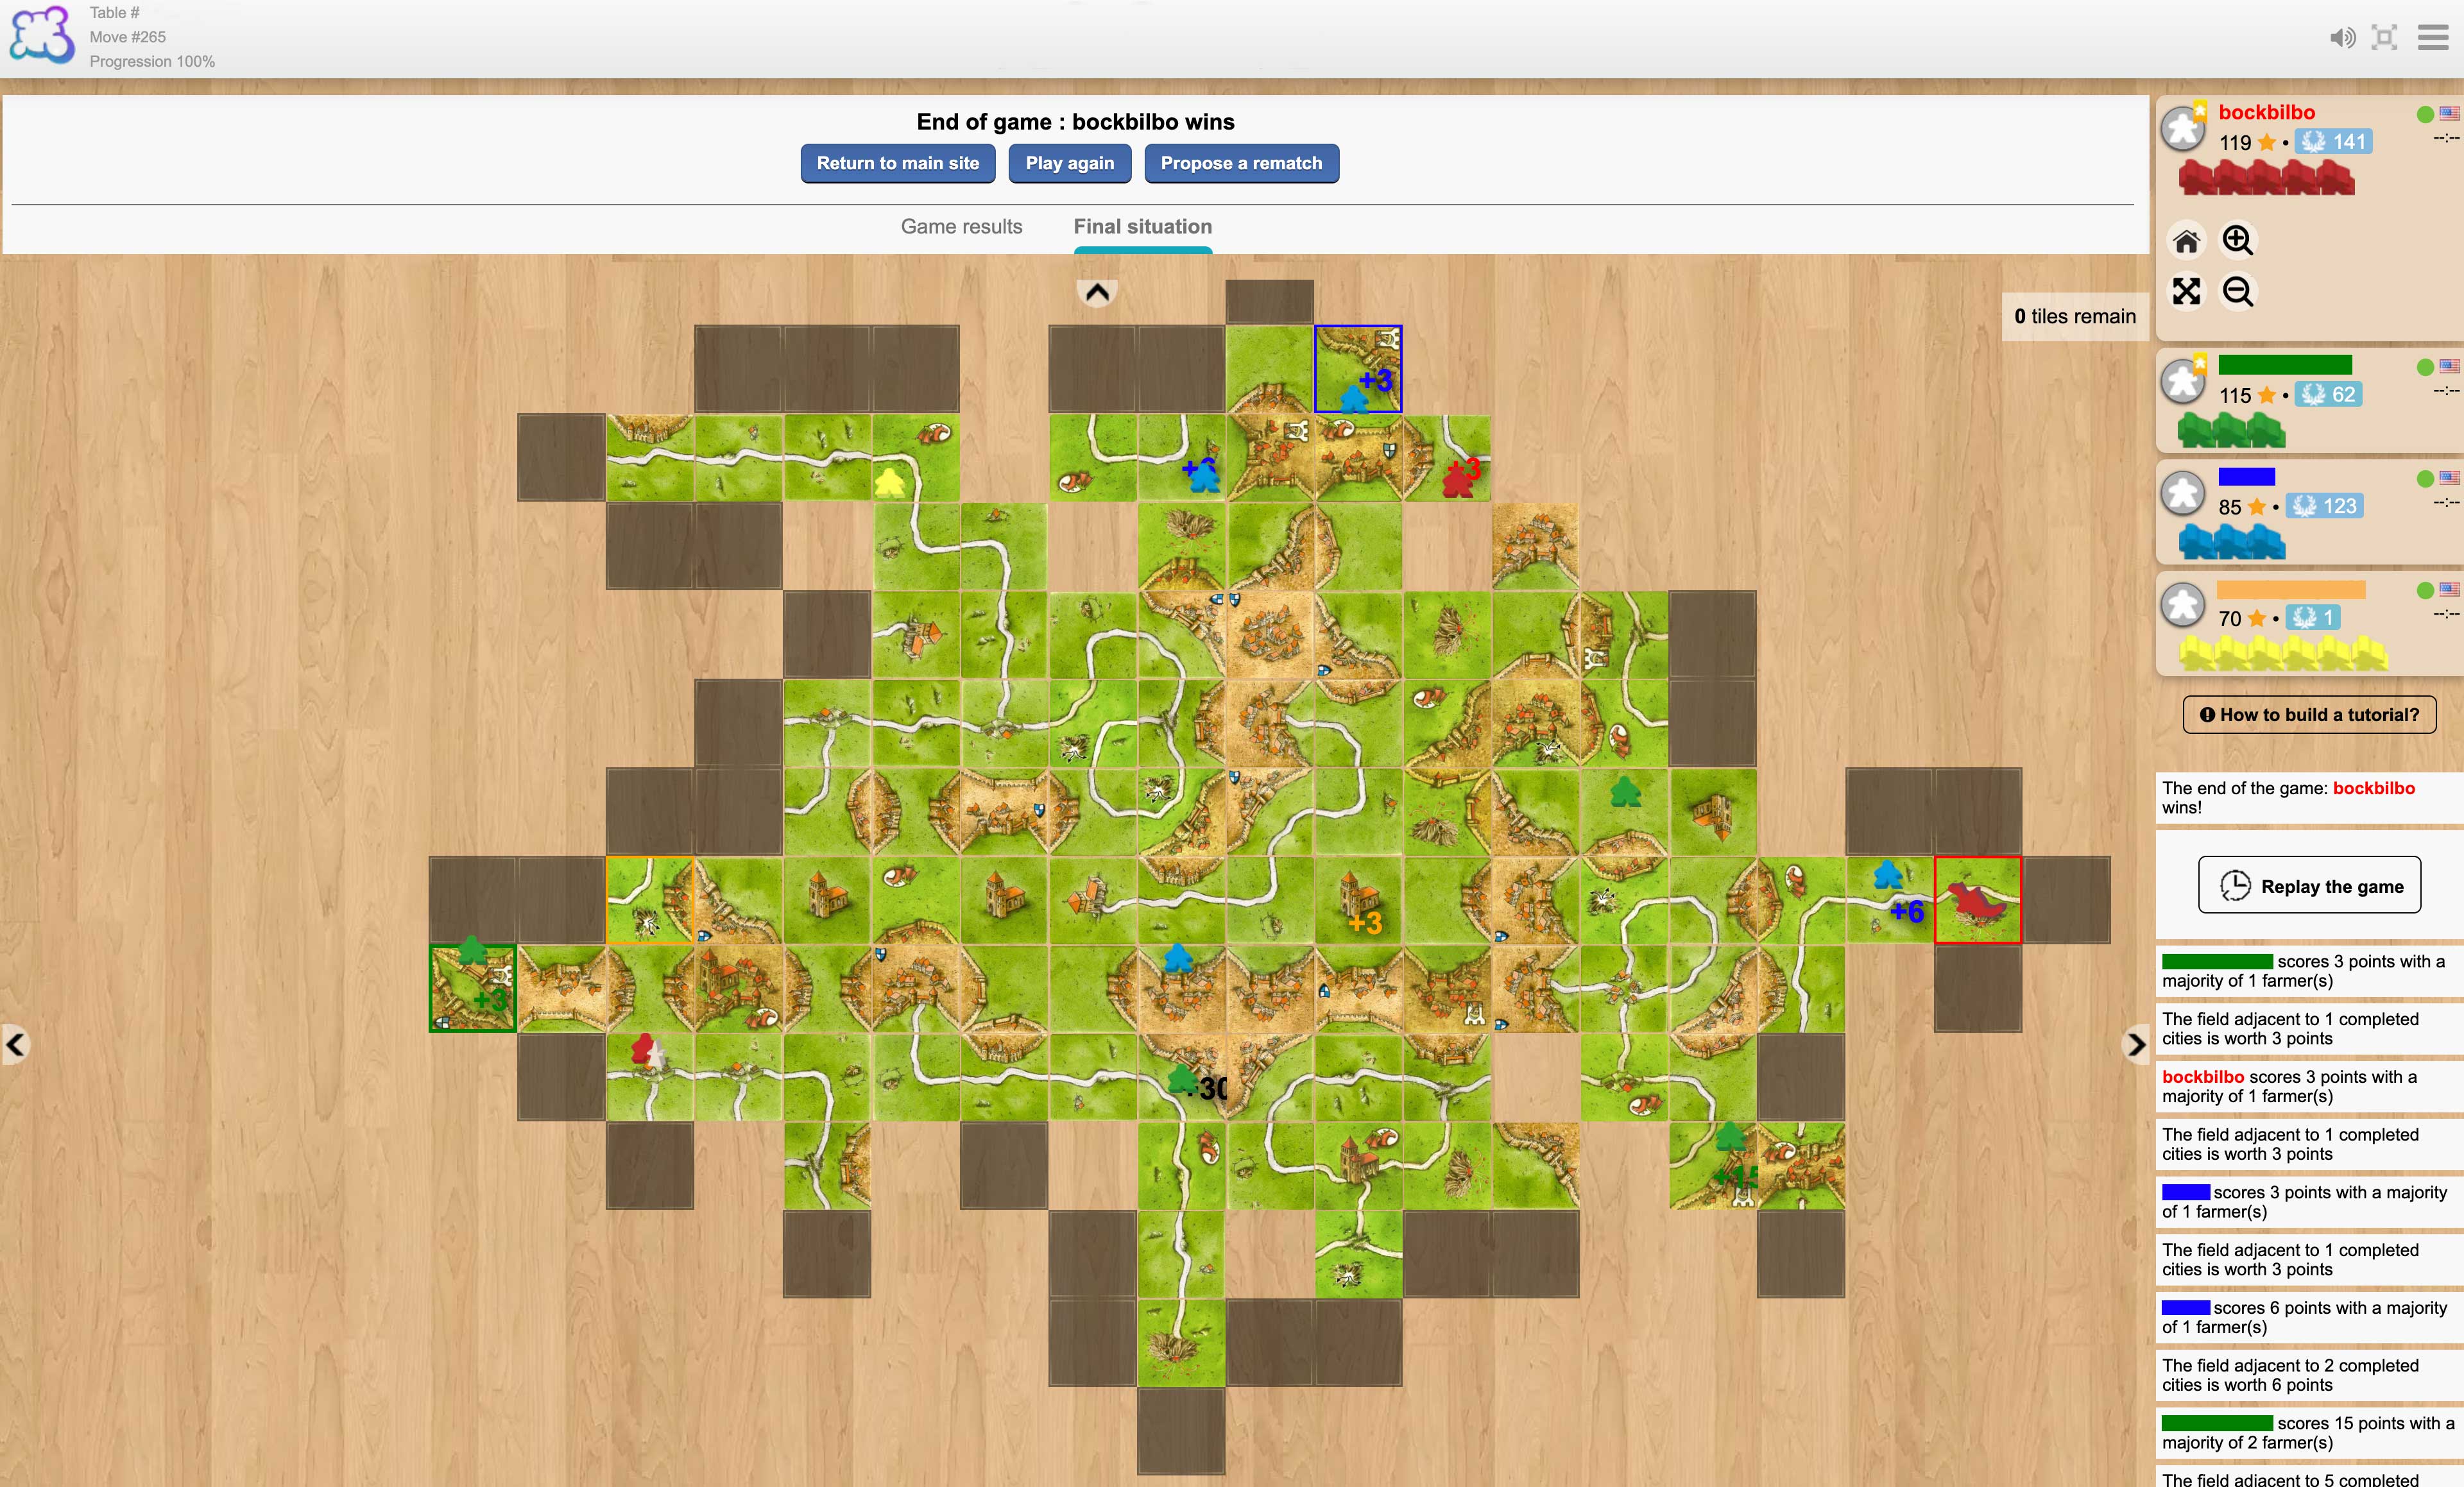 Table #
Move #265
Progression 100%
End of game : bockbilbo wins
Return to main site
Play again
Propose a rematch
Game results
Final situation
0 tiles remain
bockbilbo
119 • 141
--:--
115 • 62
--:--
85 • 123
--:--
70 • 1
--:--
How to build a tutorial?
The end of the game: bockbilbo
wins!
Replay the game
scores 3 points with a
majority of 1 farmer(s)
The field adjacent to 1 completed
cities is worth 3 points
bockbilbo scores 3 points with a
majority of 1 farmer(s)
The field adjacent to 1 completed
cities is worth 3 points
scores 3 points with a majority
of 1 farmer(s)
The field adjacent to 1 completed
cities is worth 3 points
scores 6 points with a majority
of 1 farmer(s)
The field adjacent to 2 completed
cities is worth 6 points
scores 15 points with a
majority of 2 farmer(s)
The field adjacent to 5 completed
+3
+3
+6
+3
+3
+30
+15